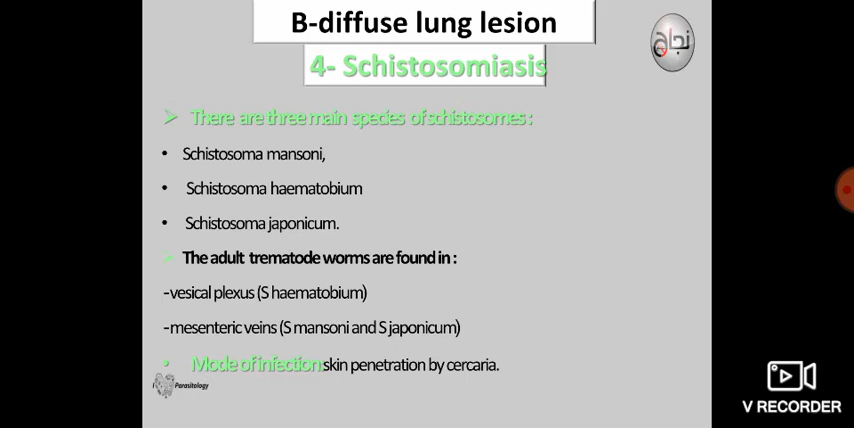 B-diffuse lung lesion
4- Schistosomiasis
نجاح
There are three main species of schistosomes :
• Schistosoma mansoni,
• Schistosoma haematobium
• Schistosoma japonicum.
The adult trematode worms are found in :
-vesical plexus (S haematobium)
-mesenteric veins (S mansoni and S japonicum)
• Mode of infection:skin penetration by cercaria.
Parasitology
V RECORDER